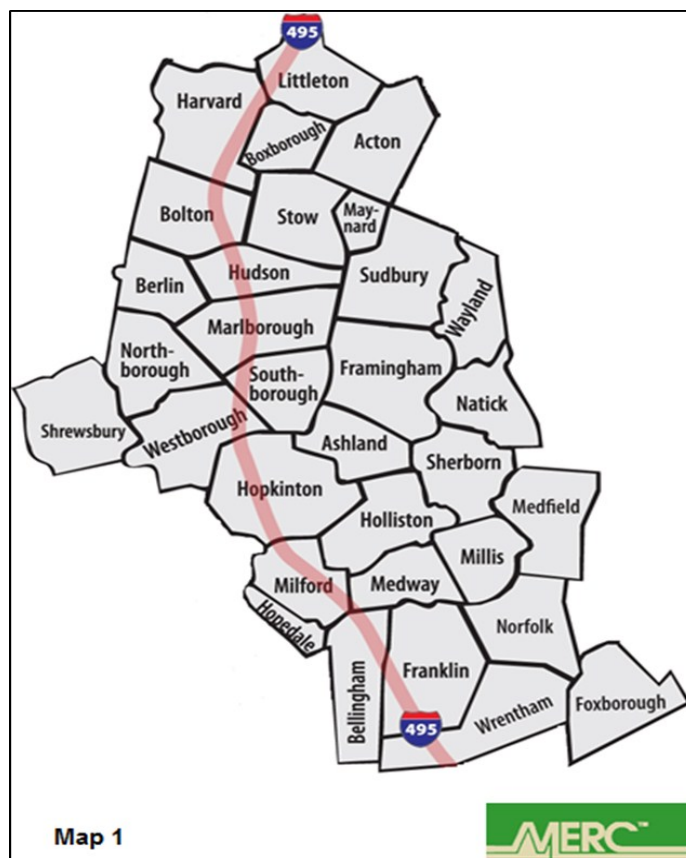 495
Littleton
Harvard
Boxborough
Acton
Bolton
Stow
May-
nard
Hudson
Sudbury
Berlin
Wayland
Marlborough
North-
borough
South-
borough
Framingham
Natick
Shrewsbury
Westborough
Ashland
Sherborn
Hopkinton
Holliston
Medfield
Millis
Milford
Medway
Hopedale
Norfolk
Bellingham
Franklin
Wrentham
Foxborough
495
Map 1
MERC™